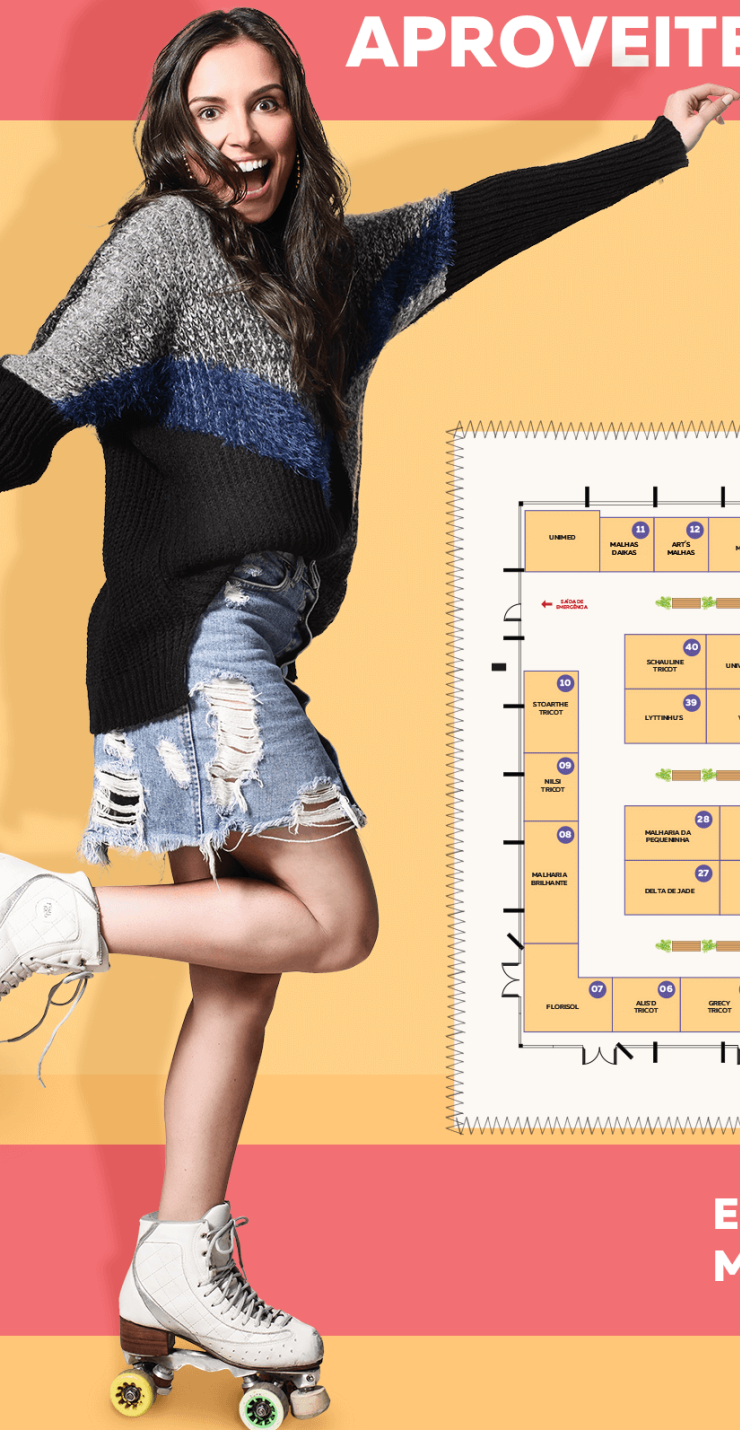 APROVEITE
UNIMED
11
MALHAS
DAIKAS
12
ART'S
MALHAS
SAÍDA DE
EMERGÊNCIA
40
SCHAULINE
TRICOT
39
LYTTINHU'S
10
STOARTHE
TRICOT
09
NILSI
TRICOT
08
MALHARIA
BRILHANTE
28
MALHARIA DA
PEQUENINHA
27
DELTA DE JADE
07
FLORISOL
06
ALIS'D
TRICOT
GRECY
TRICOT
E
M